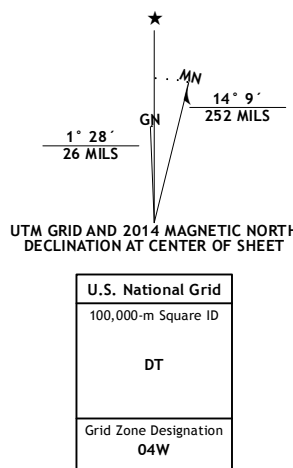 ★
MN
GN
14° 9´
252 MILS
1° 28´
26 MILS
UTM GRID AND 2014 MAGNETIC NORTH
DECLINATION AT CENTER OF SHEET
U.S. National Grid
100,000-m Square ID
DT
Grid Zone Designation
04W